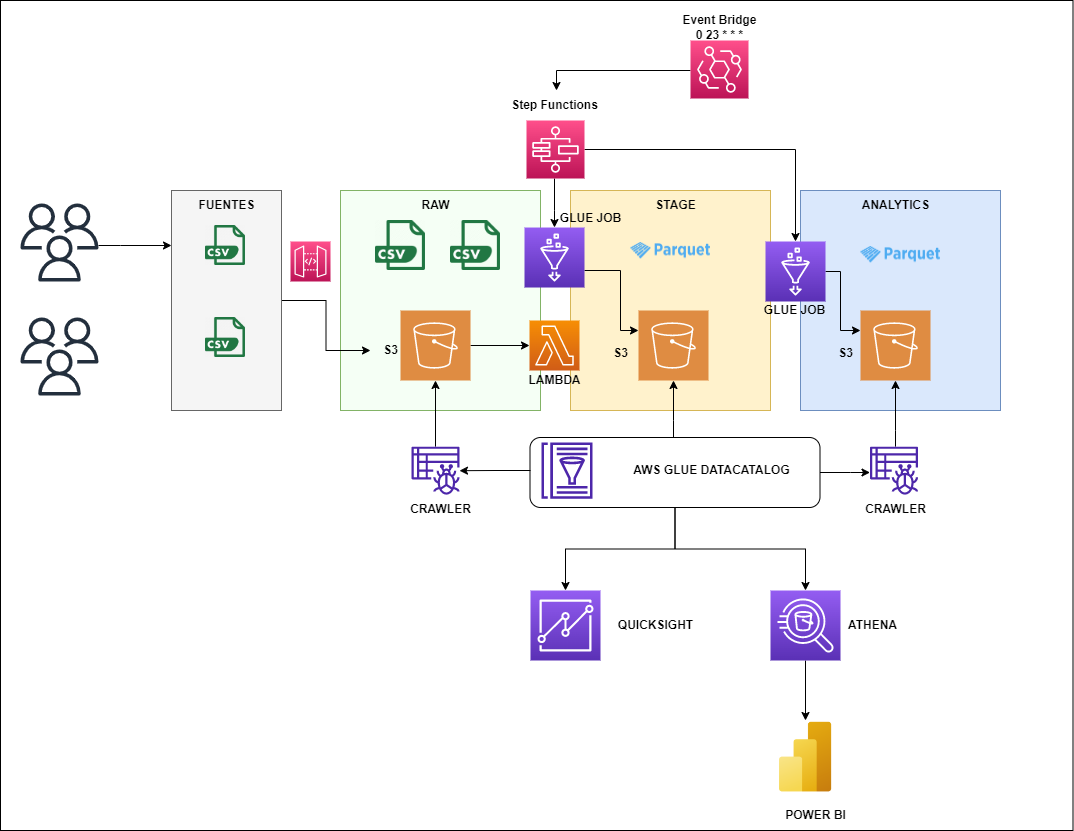 Event Bridge
0 23 * * *
Step Functions
FUENTES
RAW
GLUE JOB
STAGE
ANALYTICS
CSV
CSV
CSV
Parquet
Parquet
</>
GLUE JOB
CSV
S3
S3
S3
LAMBDA
AWS GLUE DATACATALOG
CRAWLER
CRAWLER
QUICKSIGHT
ATHENA
POWER BI